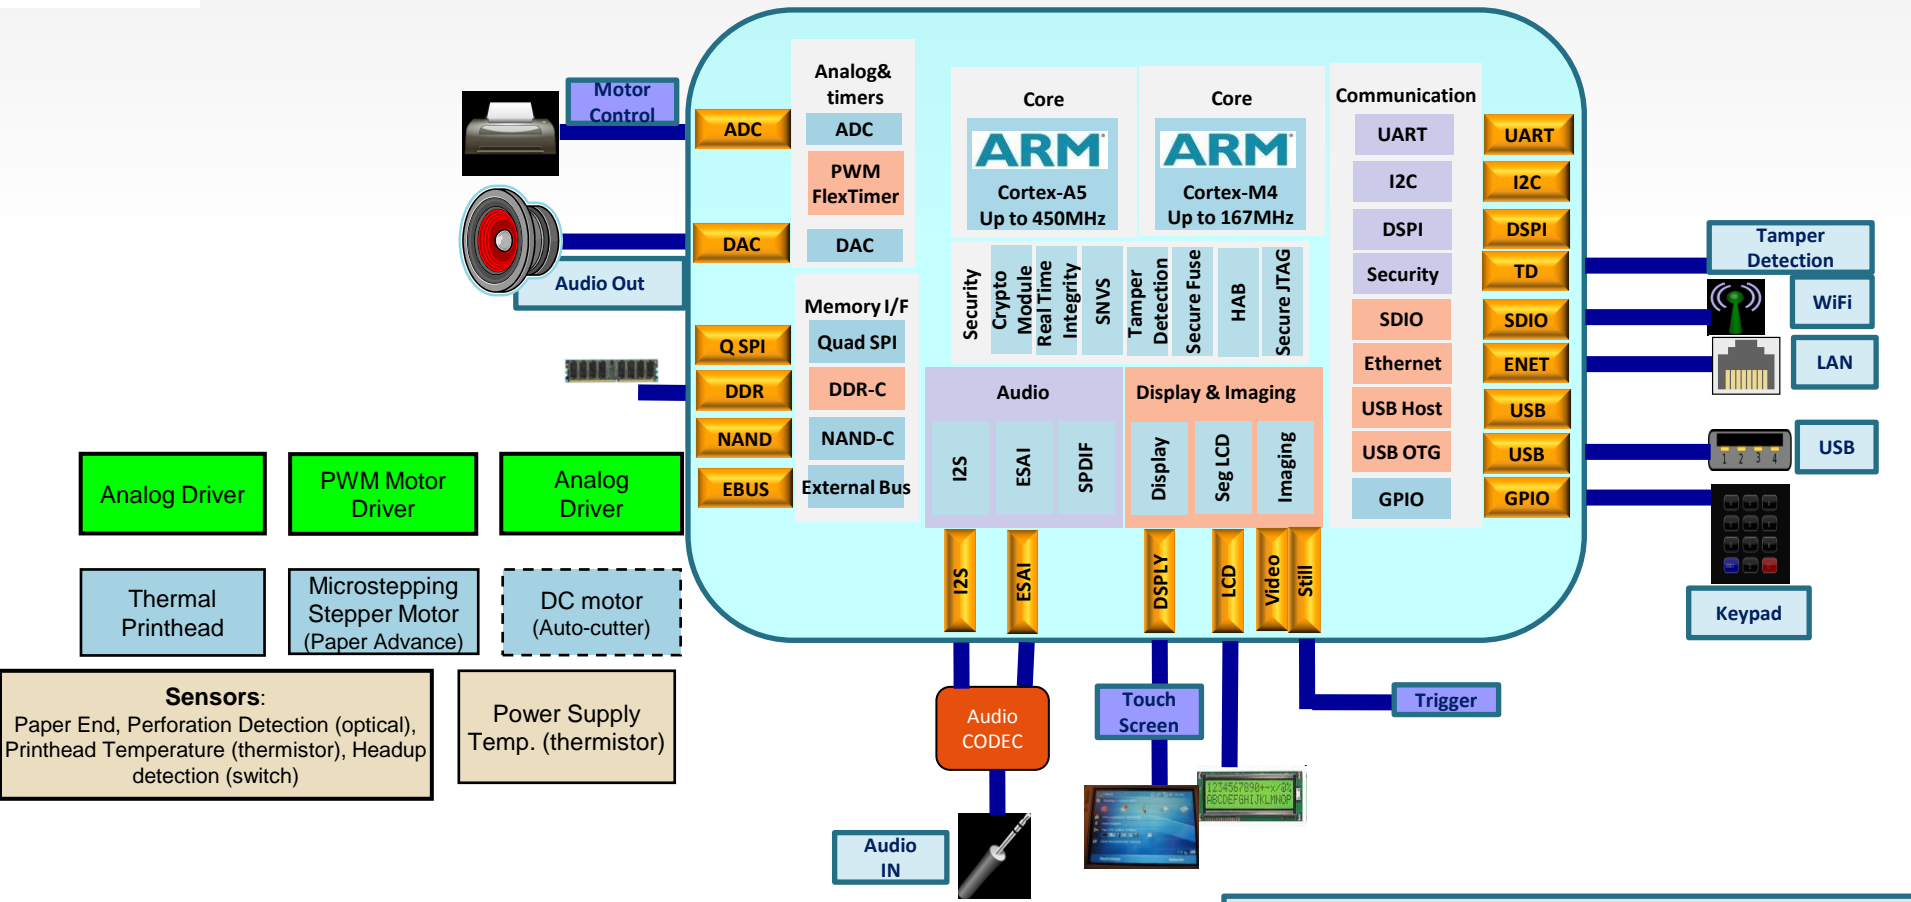 Motor
Control
Audio Out
ADC
DAC
Q SPI
DDR
NAND
EBUS
Analog&
timers
ADC
PWM
FlexTimer
DAC
Memory I/F
Quad SPI
DDR-C
NAND-C
External Bus
Core
ARM
Cortex-A5
Up to 450MHz
Core
ARM
Cortex-M4
Up to 167MHz
Security
Crypto
Module
Real Time
Integrity
SNVS
Tamper
Detection
Secure Fuse
HAB
Secure JTAG
Audio
I2S
ESAI
SPDIF
Display & Imaging
Display
Seg LCD
Imaging
Communication
UART
I2C
DSPI
Security
SDIO
Ethernet
USB Host
USB OTG
GPIO
UART
I2C
DSPI
TD
SDIO
ENET
USB
USB
GPIO
Tamper
Detection
WiFi
LAN
USB
1 2 3 4
Keypad
I2S
ESAI
DSPLY
LCD
Video
Still
Audio
CODEC
Touch
Screen
Trigger
1234567890+-×/@%
ABCDEFGHIJKLMNOP
Audio
IN
Analog Driver
PWM Motor
Driver
Analog
Driver
Thermal
Printhead
Microstepping
Stepper Motor
(Paper Advance)
DC motor
(Auto-cutter)
Sensors:
Paper End, Perforation Detection (optical),
Printhead Temperature (thermistor), Headup
detection (switch)
Power Supply
Temp. (thermistor)